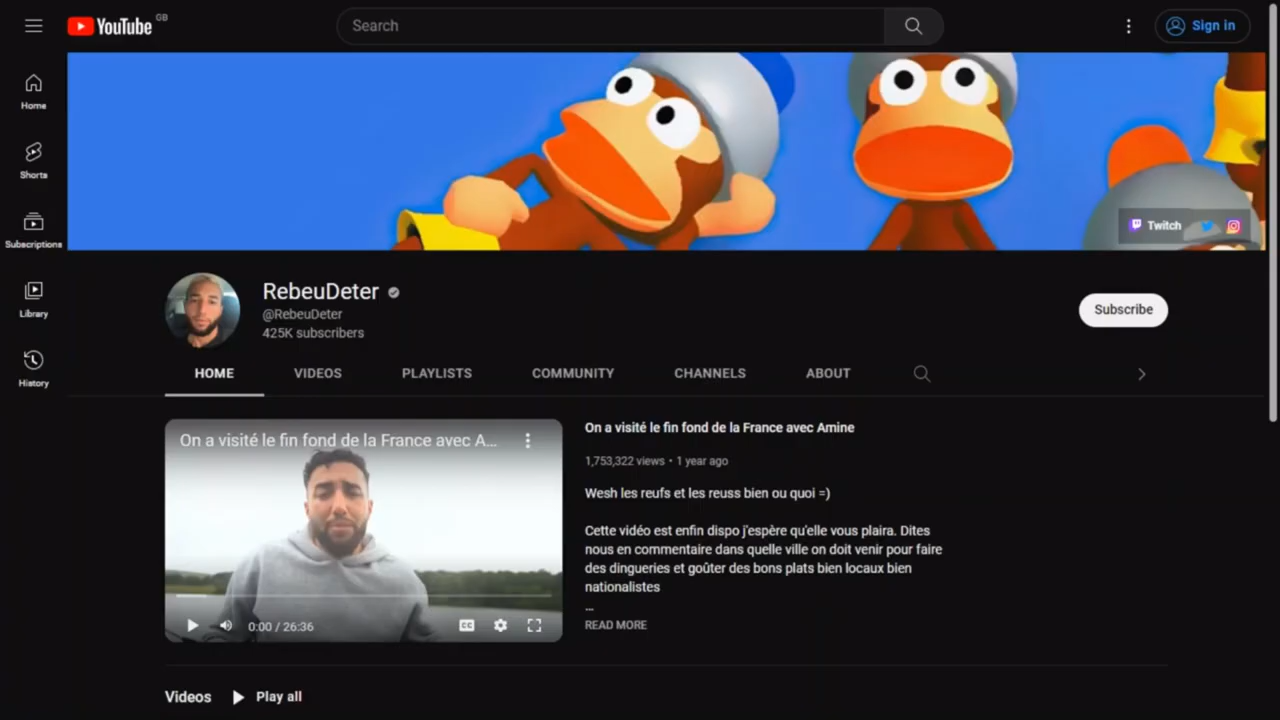 YouTube GB
Search
Sign in
Home
Shorts
Subscriptions
Library
History
Twitch
RebeuDeter
@RebeuDeter
425K subscribers
Subscribe
HOME VIDEOS PLAYLISTS COMMUNITY CHANNELS ABOUT
On a visité le fin fond de la France avec A...
0:00 / 26:36
CC
On a visité le fin fond de la France avec Amine
1,753,322 views • 1 year ago
Wesh les reufs et les reuss bien ou quoi =)
Cette vidéo est enfin dispo j'espère qu'elle vous plaira. Dites
nous en commentaire dans quelle ville on doit venir pour faire
des dingueries et goûter des bons plats bien locaux bien
nationalistes
...
READ MORE
Videos Play all